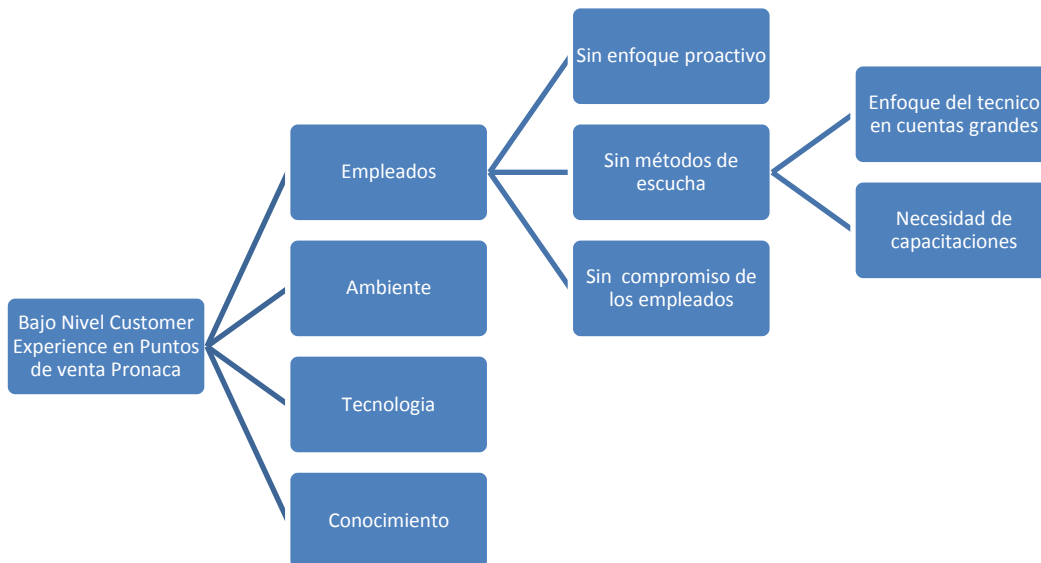 Bajo Nivel Customer
Experience en Puntos
de venta Pronaca
Empleados
Ambiente
Tecnologia
Conocimiento
Sin enfoque proactivo
Sin métodos de
escucha
Sin compromiso de
los empleados
Enfoque del tecnico
en cuentas grandes
Necesidad de
capacitaciones